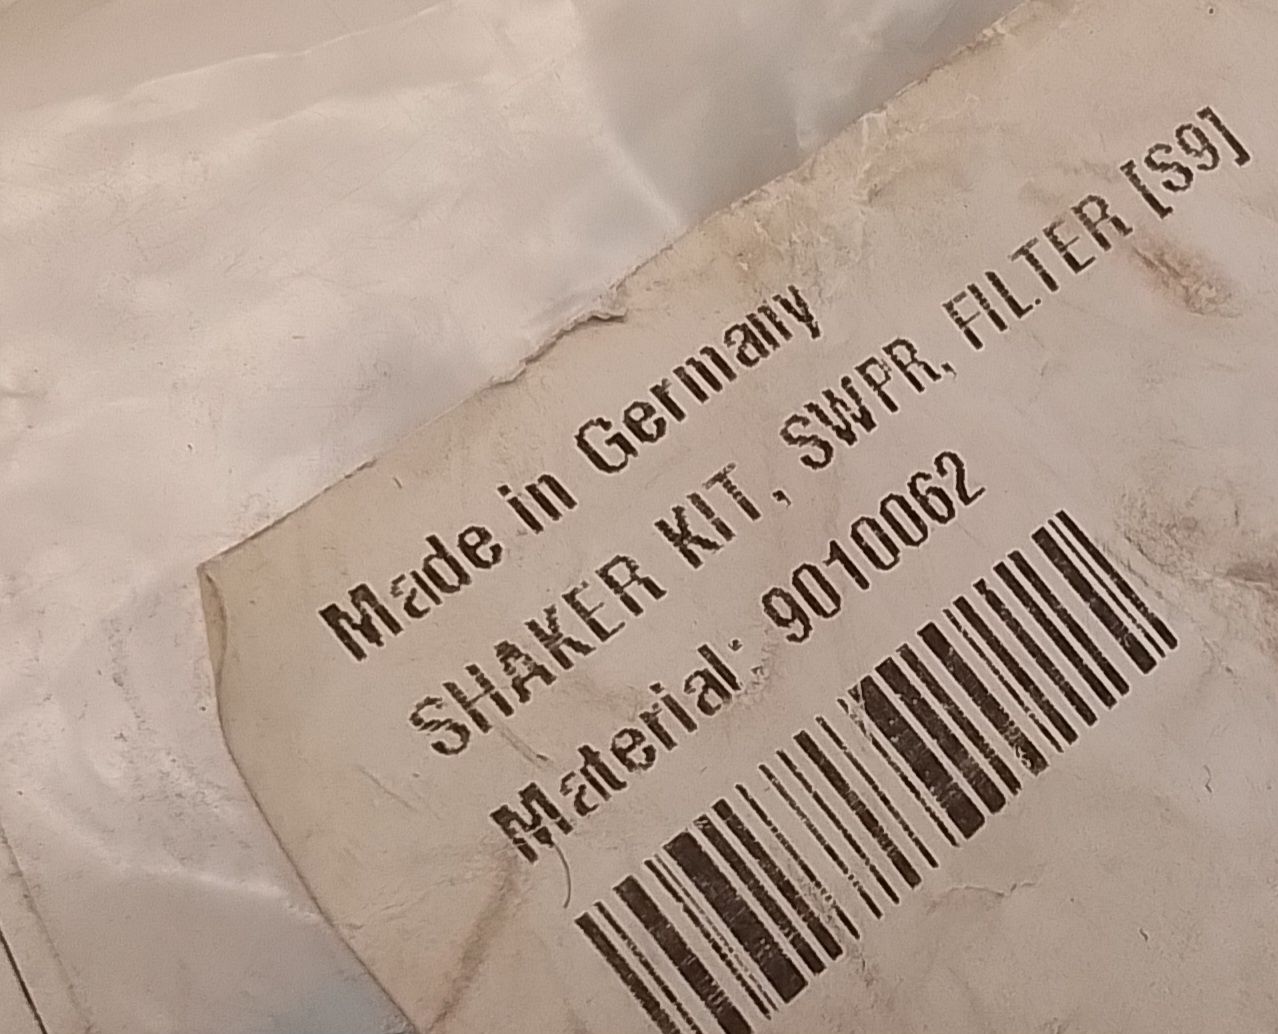 Made in Germany
SHAKER KIT, SWPR, FILTER [S9]
Material: 9010062